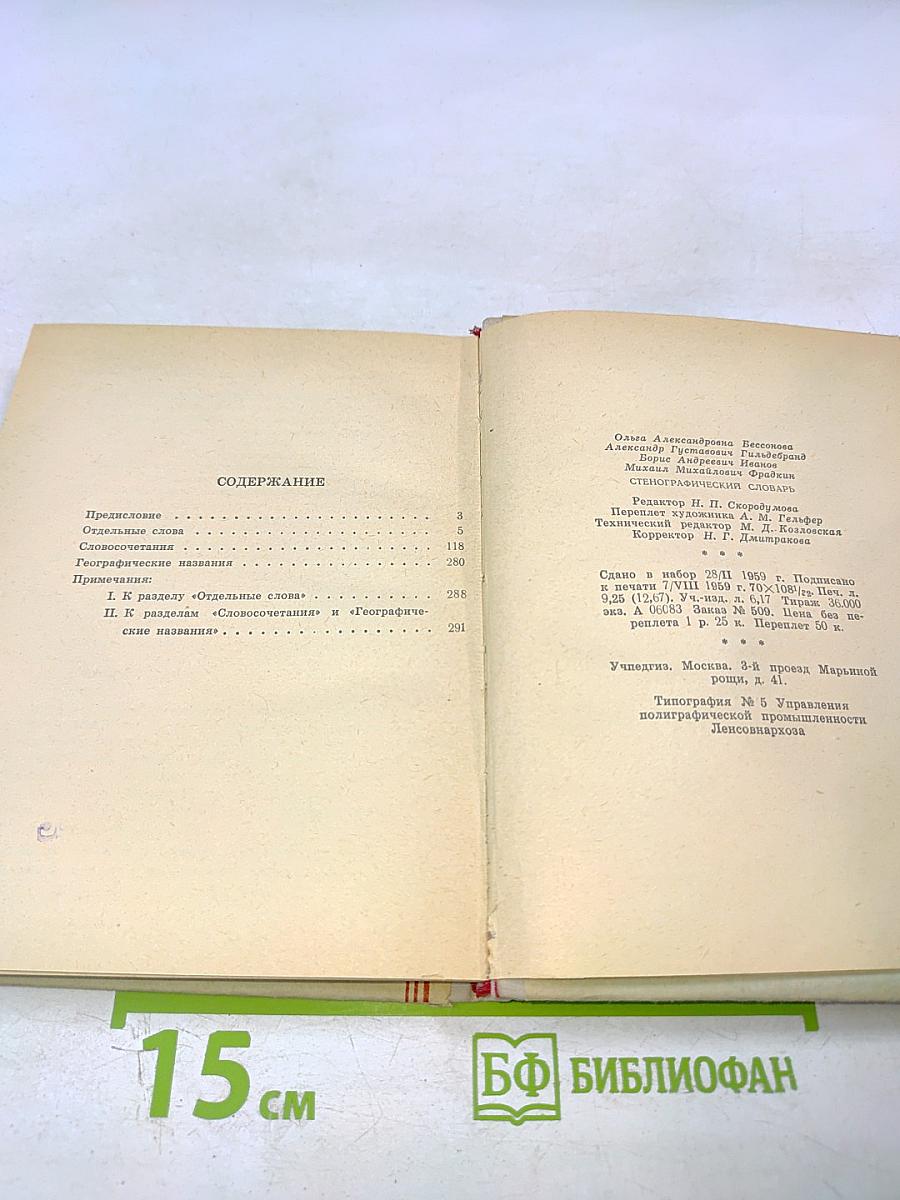 СОДЕРЖАНИЕ
Предисловие . . . . . . . . . . . . . . . . . . . . . . 3
Отдельные слова . . . . . . . . . . . . . . . . . . . . 5
Словосочетания . . . . . . . . . . . . . . . . . . . . 118
Географические названия . . . . . . . . . . . . . . . . 280
Примечания:
I. К разделу «Отдельные слова» . . . . . . . . . . 288
II. К разделам «Словосочетания» и «Географиче-
ские названия» . . . . . . . . . . . . . . . . . . 291
Ольга Александровна Бессонова
Александр Густавович Гильдебранд
Борис Андреевич Иванов
Михаил Михайлович Фрадкин
СТЕНОГРАФИЧЕСКИЙ СЛОВАРЬ
Редактор Н. П. Скородумова
Переплет художника А. М. Гельфер
Технический редактор М. Д. Козловская
Корректор Н. Г. Дмитракова
* * *
Сдано в набор 28/II 1959 г. Подписано
к печати 7/VIII 1959 г. 70×108¹/₇₂. Печ. л.
9,25 (12,67). Уч.-изд. л. 6,17 Тираж 36.000
экз. А 06083 Заказ № 509. Цена без пе-
реплета 1 р. 25 к. Переплет 50 к.
* * *
Учпедгиз. Москва. 3-й проезд Марьиной
рощи, д. 41.
Типография № 5 Управления
полиграфической промышленности
Ленсовнархоза
15 см
БФ БИБЛИОФАН